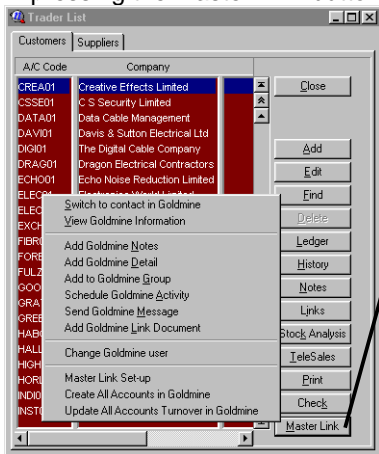 Trader List
Customers Suppliers
A/C Code Company
CREA01 Creative Effects Limited
CSSE01 C S Security Limited
DATA01 Data Cable Management
DAVI01 Davis & Sutton Electrical Ltd
DIGI01 The Digital Cable Company
DRAG01 Dragon Electrical Contractors
ECHO01 Echo Noise Reduction Limited
Switch to contact in Goldmine
View Goldmine Information
Add Goldmine Notes
Add Goldmine Detail
Add to Goldmine Group
Schedule Goldmine Activity
Send Goldmine Message
Add Goldmine Link Document
Change Goldmine user
Master Link Set-up
Create All Accounts in Goldmine
Update All Accounts Turnover in Goldmine
Close
Add
Edit
Find
Delete
Ledger
History
Notes
Links
Stock Analysis
TeleSales
Print
Check
Master Link